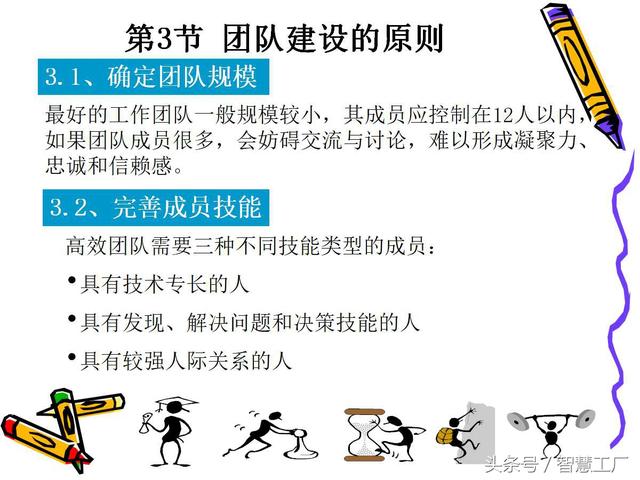 第3节 团队建设的原则
3.1、确定团队规模
最好的工作团队一般规模较小，其成员应控制在12人以内，
如果团队成员很多，会妨碍交流与讨论，难以形成凝聚力、
忠诚和信赖感。
3.2、完善成员技能
高效团队需要三种不同技能类型的成员：
•具有技术专长的人
•具有发现、解决问题和决策技能的人
•具有较强人际关系的人
头条号 / 智慧工厂